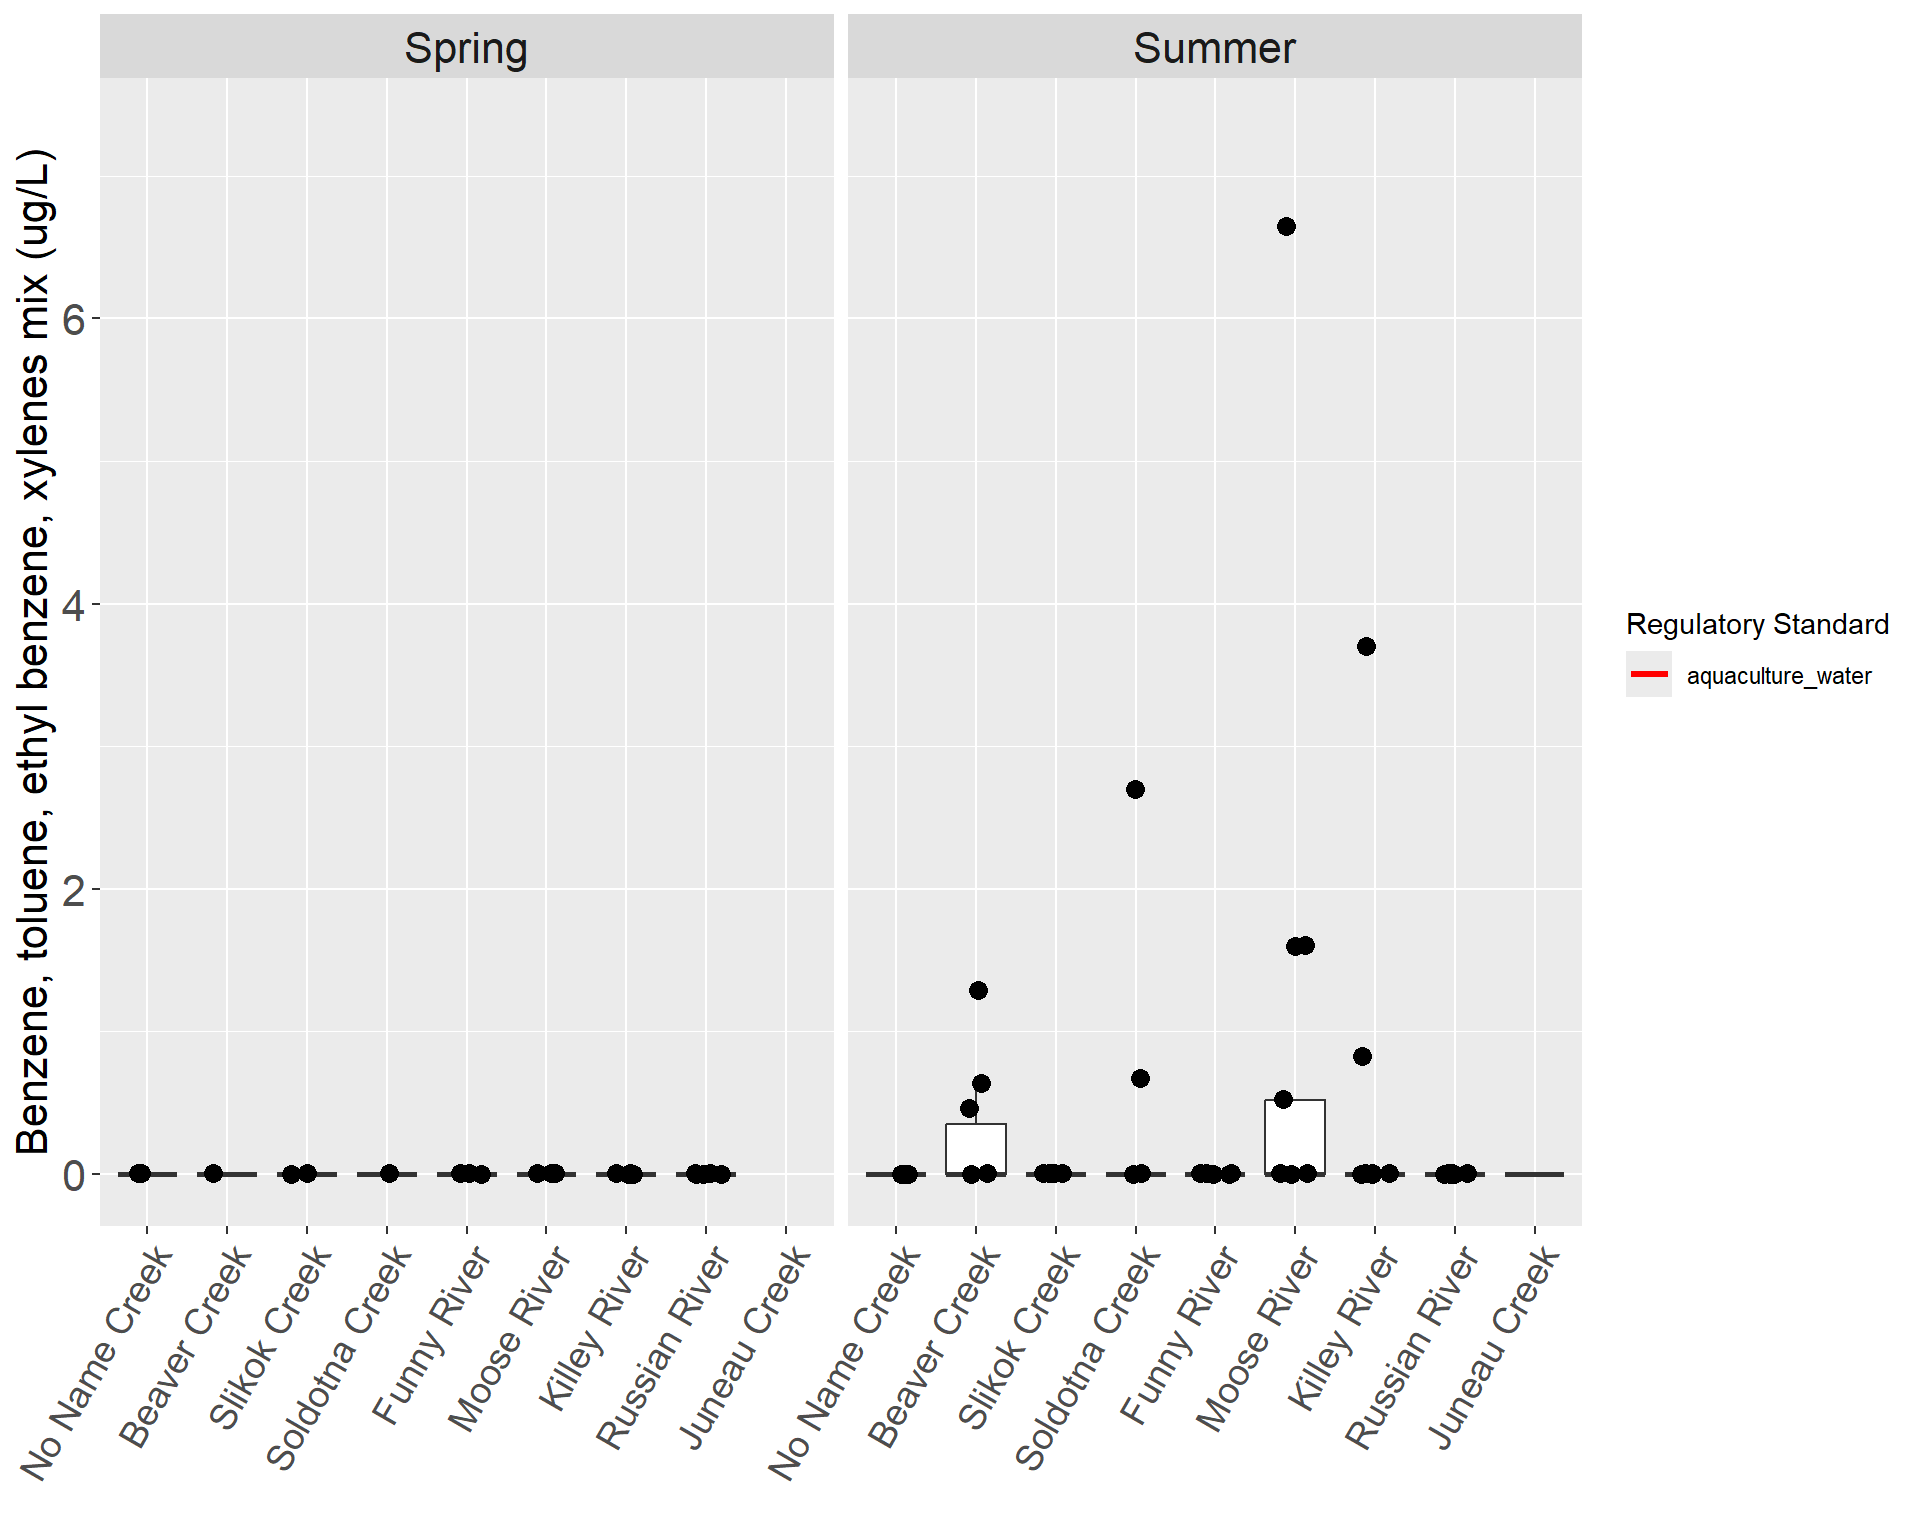 Spring
Summer
Benzene, toluene, ethyl benzene, xylenes mix (ug/L)
6
4
2
0
No Name Creek
Beaver Creek
Slikok Creek
Soldotna Creek
Funny River
Moose River
Killey River
Russian River
Juneau Creek
No Name Creek
Beaver Creek
Slikok Creek
Soldotna Creek
Funny River
Moose River
Killey River
Russian River
Juneau Creek
Regulatory Standard
aquaculture_water